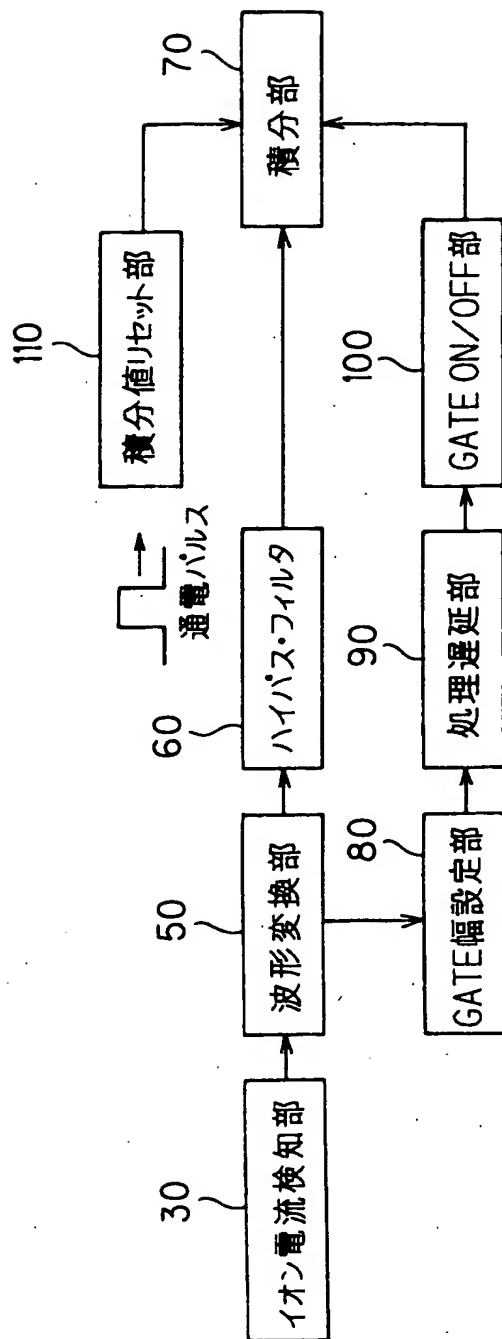 110
積分値リセット部
通電パルス
70
積分部
60
ハイパス・フィルタ
50
波形変換部
30
イオン電流検知部
80
GATE幅設定部
90
処理遅延部
100
GATE ON/OFF部